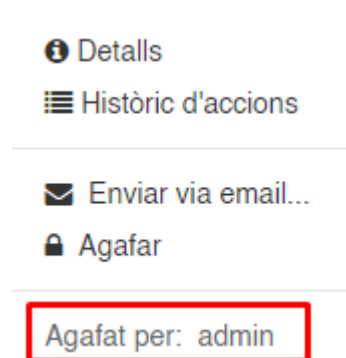 Detalls
Històric d'accions
Enviar via email...
Agafar
Agafat per: admin